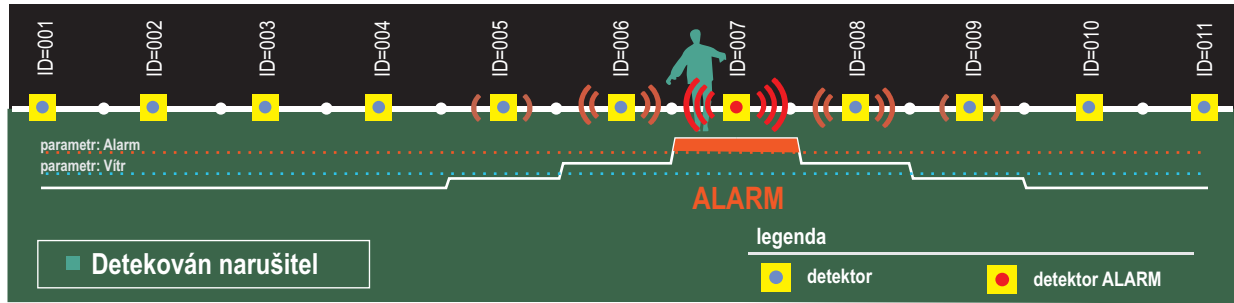 ID=001
ID=002
ID=003
ID=004
ID=005
ID=006
ID=007
ID=008
ID=009
ID=010
ID=011
parametr: Alarm
parametr: Vítr
ALARM
Detekován narušitel
legenda
detektor
detektor ALARM